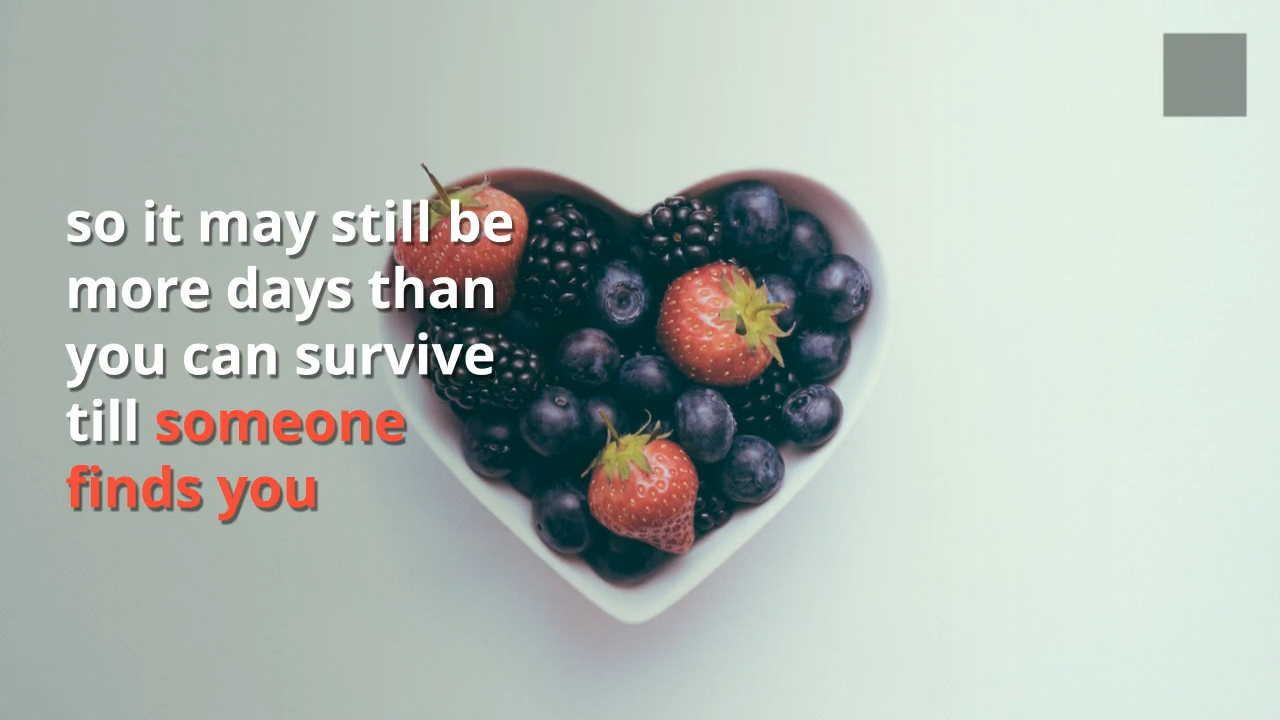 so it may still be
more days than
you can survive
till someone
finds you